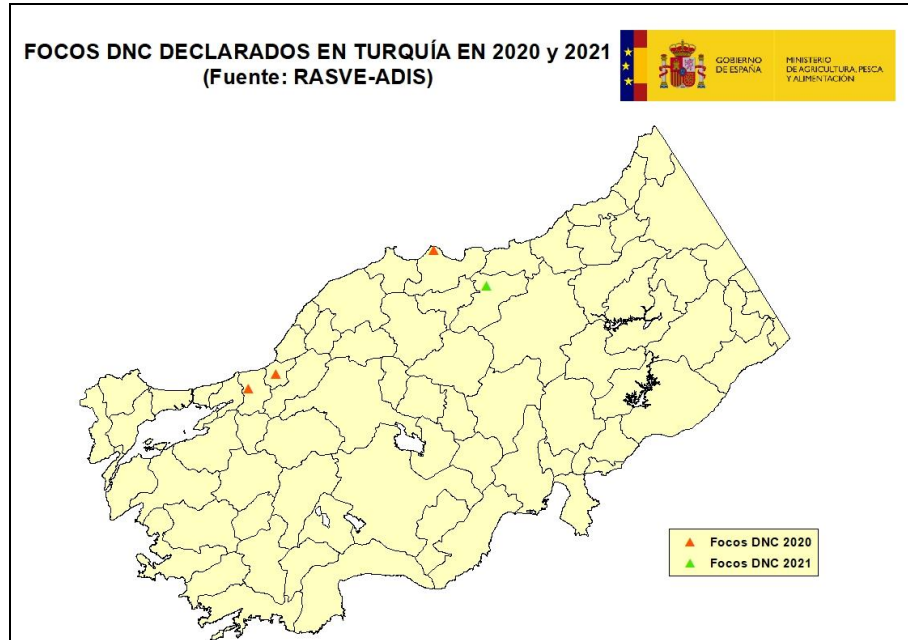 FOCOS DNC DECLARADOS EN TURQUÍA EN 2020 y 2021
(Fuente: RASVE-ADIS)
GOBIERNO
DE ESPAÑA
MINISTERIO
DE AGRICULTURA, PESCA
Y ALIMENTACIÓN
Focos DNC 2020
Focos DNC 2021